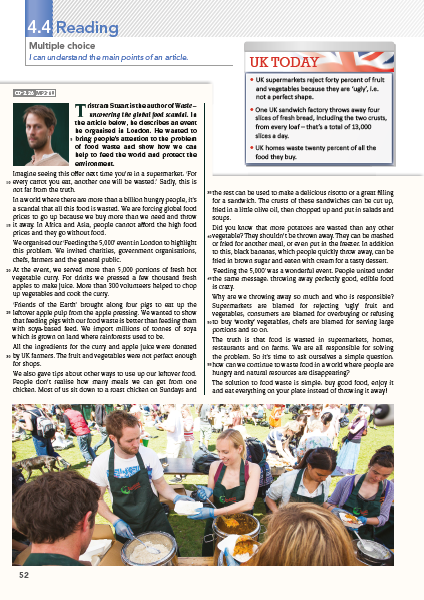 4.4 Reading
Multiple choice
I can understand the main points of an article.
UK TODAY
• UK supermarkets reject forty percent of fruit
and vegetables because they are 'ugly', i.e.
not a perfect shape.
• One UK sandwich factory throws away four
slices of fresh bread, including the two crusts,
from every loaf – that's a total of 13,000
slices a day.
• UK homes waste twenty percent of all the
food they buy.
Tristram Stuart is the author of Waste –
uncovering the global food scandal. In
the article below, he describes an event
he organised in London. He wanted to
5 bring people's attention to the problem
of food waste and show how we can
help to feed the world and protect the
environment.
Imagine seeing this offer next time you're in a supermarket. 'For
10 every carrot you eat, another one will be wasted.' Sadly, this is
not far from the truth.
In a world where there are more than a billion hungry people, it's
a scandal that all this food is wasted. We are forcing global food
prices to go up because we buy more than we need and throw
15 it away. In Africa and Asia, people cannot afford the high food
prices and they go without food.
We organised our 'Feeding the 5,000' event in London to highlight
this problem. We invited charities, government organisations,
chefs, farmers and the general public.
20 At the event, we served more than 5,000 portions of fresh hot
vegetable curry. For drinks we pressed a few thousand fresh
apples to make juice. More than 300 volunteers helped to chop
up vegetables and cook the curry.
'Friends of the Earth' brought along four pigs to eat up the
25 leftover apple pulp from the apple pressing. We wanted to show
that feeding pigs with our food waste is better than feeding them
with soya-based feed. We import millions of tonnes of soya
which is grown on land where rainforests used to be.
All the ingredients for the curry and apple juice were donated
30 by UK farmers. The fruit and vegetables were not perfect enough
for shops.
We also gave tips about other ways to use up our leftover food.
People don't realise how many meals we can get from one
chicken. Most of us sit down to a roast chicken on Sundays and
35 the rest can be used to make a delicious risotto or a great filling
for a sandwich. The crusts of these sandwiches can be cut up,
fried in a little olive oil, then chopped up and put in salads and
soups.
Did you know that more potatoes are wasted than any other
40 vegetable? They shouldn't be thrown away. They can be mashed
or fried for another meal, or even put in the freezer. In addition
to this, black bananas, which people quickly throw away, can be
fried in brown sugar and eaten with cream for a tasty dessert.
'Feeding the 5,000' was a wonderful event. People united under
45 the same message: throwing away perfectly good, edible food
is crazy.
Why are we throwing away so much and who is responsible?
Supermarkets are blamed for rejecting 'ugly' fruit and
vegetables, consumers are blamed for overbuying or refusing
50 to buy 'wonky' vegetables, chefs are blamed for serving large
portions and so on.
The truth is that food is wasted in supermarkets, homes,
restaurants and on farms. We are all responsible for solving
the problem. So it's time to ask ourselves a simple question:
55 how can we continue to waste food in a world where people are
hungry and natural resources are disappearing?
The solution to food waste is simple: buy good food, enjoy it
and eat everything on your plate instead of throwing it away!
52